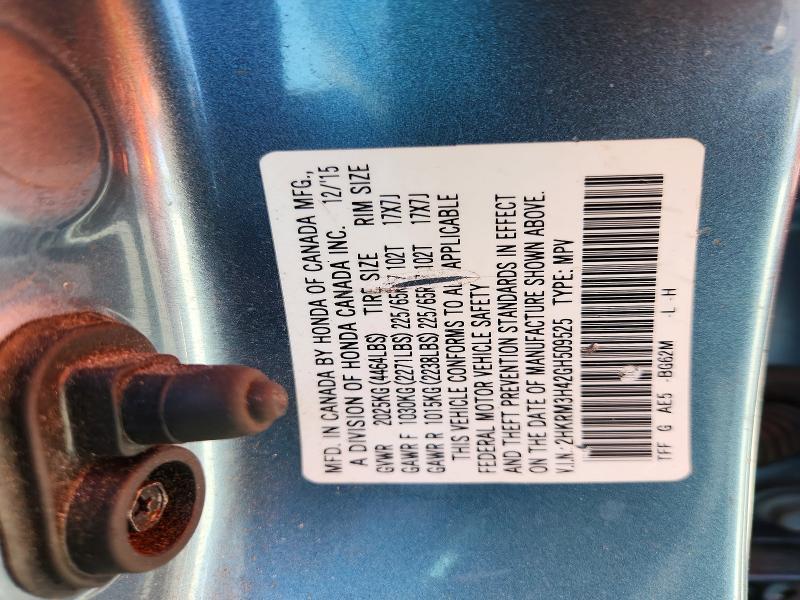 MFD. IN CANADA BY HONDA OF CANADA MFG.,
A DIVISION OF HONDA CANADA INC. 12/15
GVWR 2025KG(4464LBS) TIRE SIZE RIM SIZE
GAWR F 1030KG(2271LBS) 225/65R 102T 17X7J
GAWR R 1015KG(2238LBS) 225/65R 102T 17X7J
THIS VEHICLE CONFORMS TO ALL APPLICABLE
FEDERAL MOTOR VEHICLE SAFETY
AND THEFT PREVENTION STANDARDS IN EFFECT
ON THE DATE OF MANUFACTURE SHOWN ABOVE.
V.I.N.: 2HKRM3H42GH509525 TYPE: MPV
TFF G AE5 -BG62M -L -H